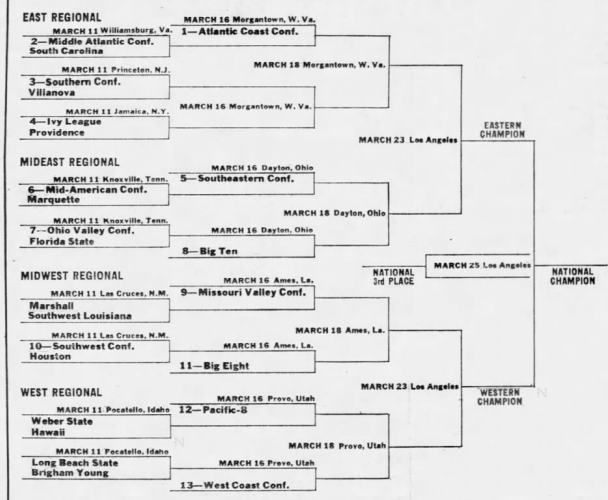 EAST REGIONAL
MARCH 11 Williamsburg, Va.
2—Middle Atlantic Conf.
South Carolina
MARCH 16 Morgantown, W. Va.
1—Atlantic Coast Conf.
MARCH 11 Princeton, N.J.
3—Southern Conf.
Villanova
MARCH 18 Morgantown, W. Va.
MARCH 16 Morgantown, W. Va.
MARCH 11 Jamaica, N.Y.
4—Ivy League
Providence
EASTERN
CHAMPION
MARCH 23 Los Angeles
MIDEAST REGIONAL
MARCH 11 Knoxville, Tenn.
6—Mid-American Conf.
Marquette
MARCH 16 Dayton, Ohio
5—Southeastern Conf.
MARCH 11 Knoxville, Tenn.
7—Ohio Valley Conf.
Florida State
MARCH 18 Dayton, Ohio
MARCH 16 Dayton, Ohio
8—Big Ten
NATIONAL
3rd PLACE
MARCH 25 Los Angeles
NATIONAL
CHAMPION
MIDWEST REGIONAL
MARCH 11 Las Cruces, N.M.
Marshall
Southwest Louisiana
MARCH 16 Ames, La.
9—Missouri Valley Conf.
MARCH 11 Las Cruces, N.M.
10—Southwest Conf.
Houston
MARCH 18 Ames, La.
MARCH 16 Ames, La.
11—Big Eight
MARCH 23 Los Angeles
WESTERN
CHAMPION
WEST REGIONAL
MARCH 11 Pocatello, Idaho
Weber State
Hawaii
MARCH 16 Provo, Utah
12—Pacific-8
MARCH 11 Pocatello, Idaho
Long Beach State
Brigham Young
MARCH 18 Provo, Utah
MARCH 16 Provo, Utah
13—West Coast Conf.